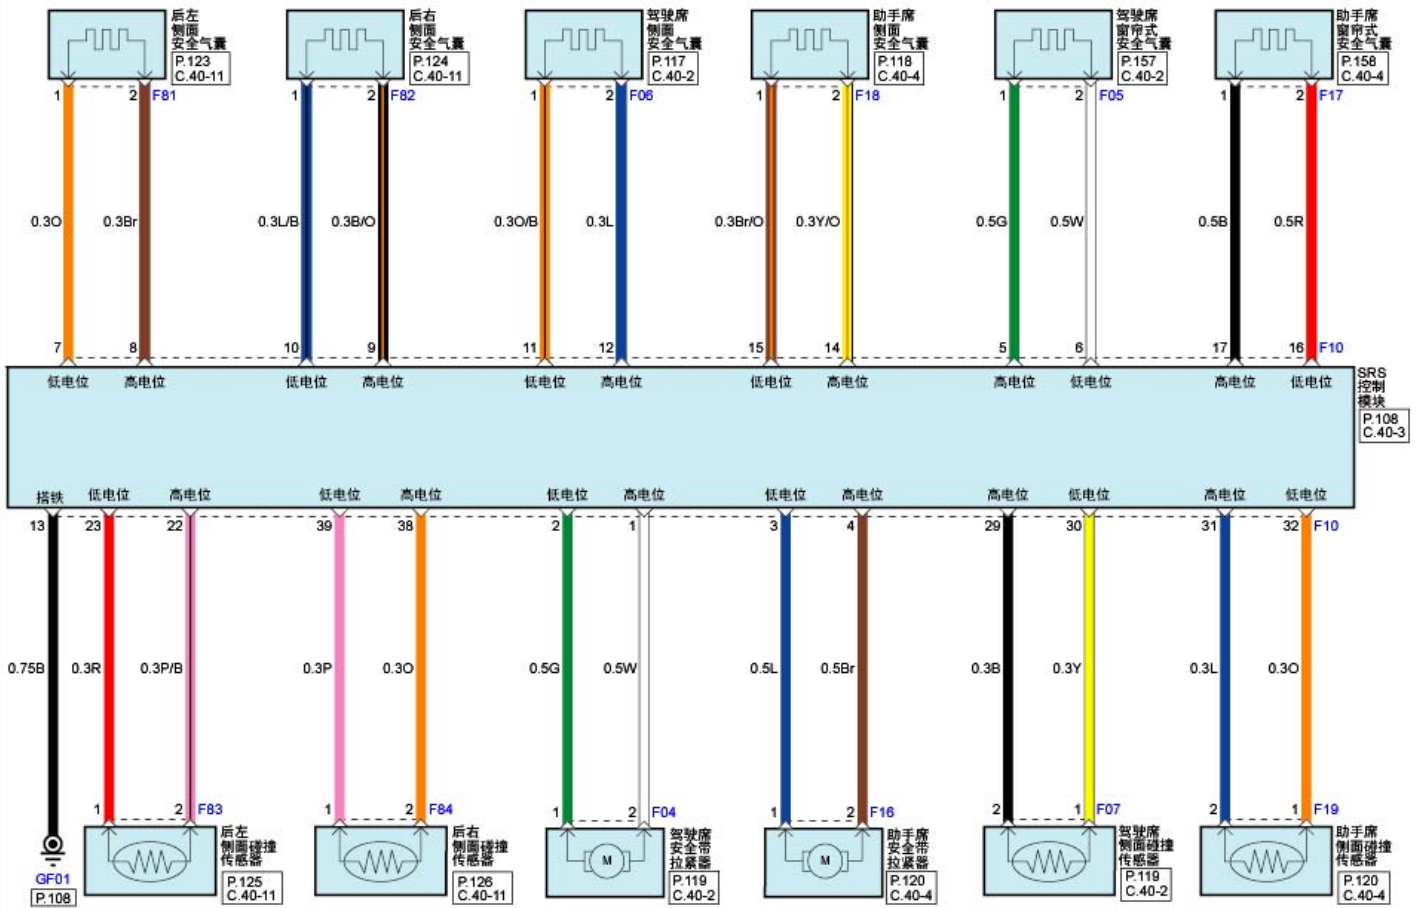 后左
侧面
安全气囊
P.123
C.40-11
后右
侧面
安全气囊
P.124
C.40-11
驾驶席
侧面
安全气囊
P.117
C.40-2
助手席
侧面
安全气囊
P.118
C.40-4
驾驶席
窗帘式
安全气囊
P.157
C.40-2
助手席
窗帘式
安全气囊
P.158
C.40-4
1 2 F81 1 2 F82 1 2 F06 1 2 F18 1 2 F05 1 2 F17
0.3O 0.3Br 0.3L/B 0.3B/O 0.3O/B 0.3L 0.3Br/O 0.3Y/O 0.5G 0.5W 0.5B 0.5R
7 8 10 9 11 12 15 14 5 6 17 16 F10
低电位 高电位 低电位 高电位 低电位 高电位 低电位 高电位 高电位 低电位 高电位 低电位
SRS
控制
模块
P.108
C.40-3
搭铁 低电位 高电位 低电位 高电位 低电位 高电位 低电位 高电位 高电位 低电位 高电位 低电位
13 23 22 39 38 2 1 3 4 29 30 31 32 F10
0.75B 0.3R 0.3P/B 0.3P 0.3O 0.5G 0.5W 0.5L 0.5Br 0.3B 0.3Y 0.3L 0.3O
1 2 F83 1 2 F84 1 2 F04 1 2 F16 2 1 F07 2 1 F19
GF01
P.108
后左
侧面碰撞
传感器
P.125
C.40-11
后右
侧面碰撞
传感器
P.126
C.40-11
M
驾驶席
安全带
拉紧器
P.119
C.40-2
M
助手席
安全带
拉紧器
P.120
C.40-4
驾驶席
侧面碰撞
传感器
P.119
C.40-2
助手席
侧面碰撞
传感器
P.120
C.40-4